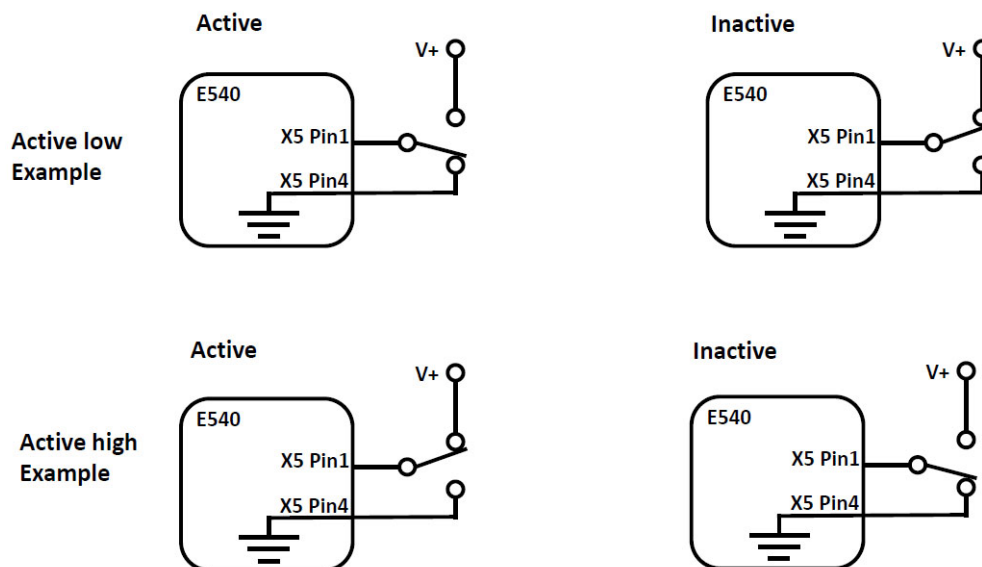 Active
Inactive
V+
V+
E540
E540
Active low
Example
X5 Pin1
X5 Pin1
X5 Pin4
X5 Pin4
Active
Inactive
V+
V+
E540
E540
Active high
Example
X5 Pin1
X5 Pin1
X5 Pin4
X5 Pin4